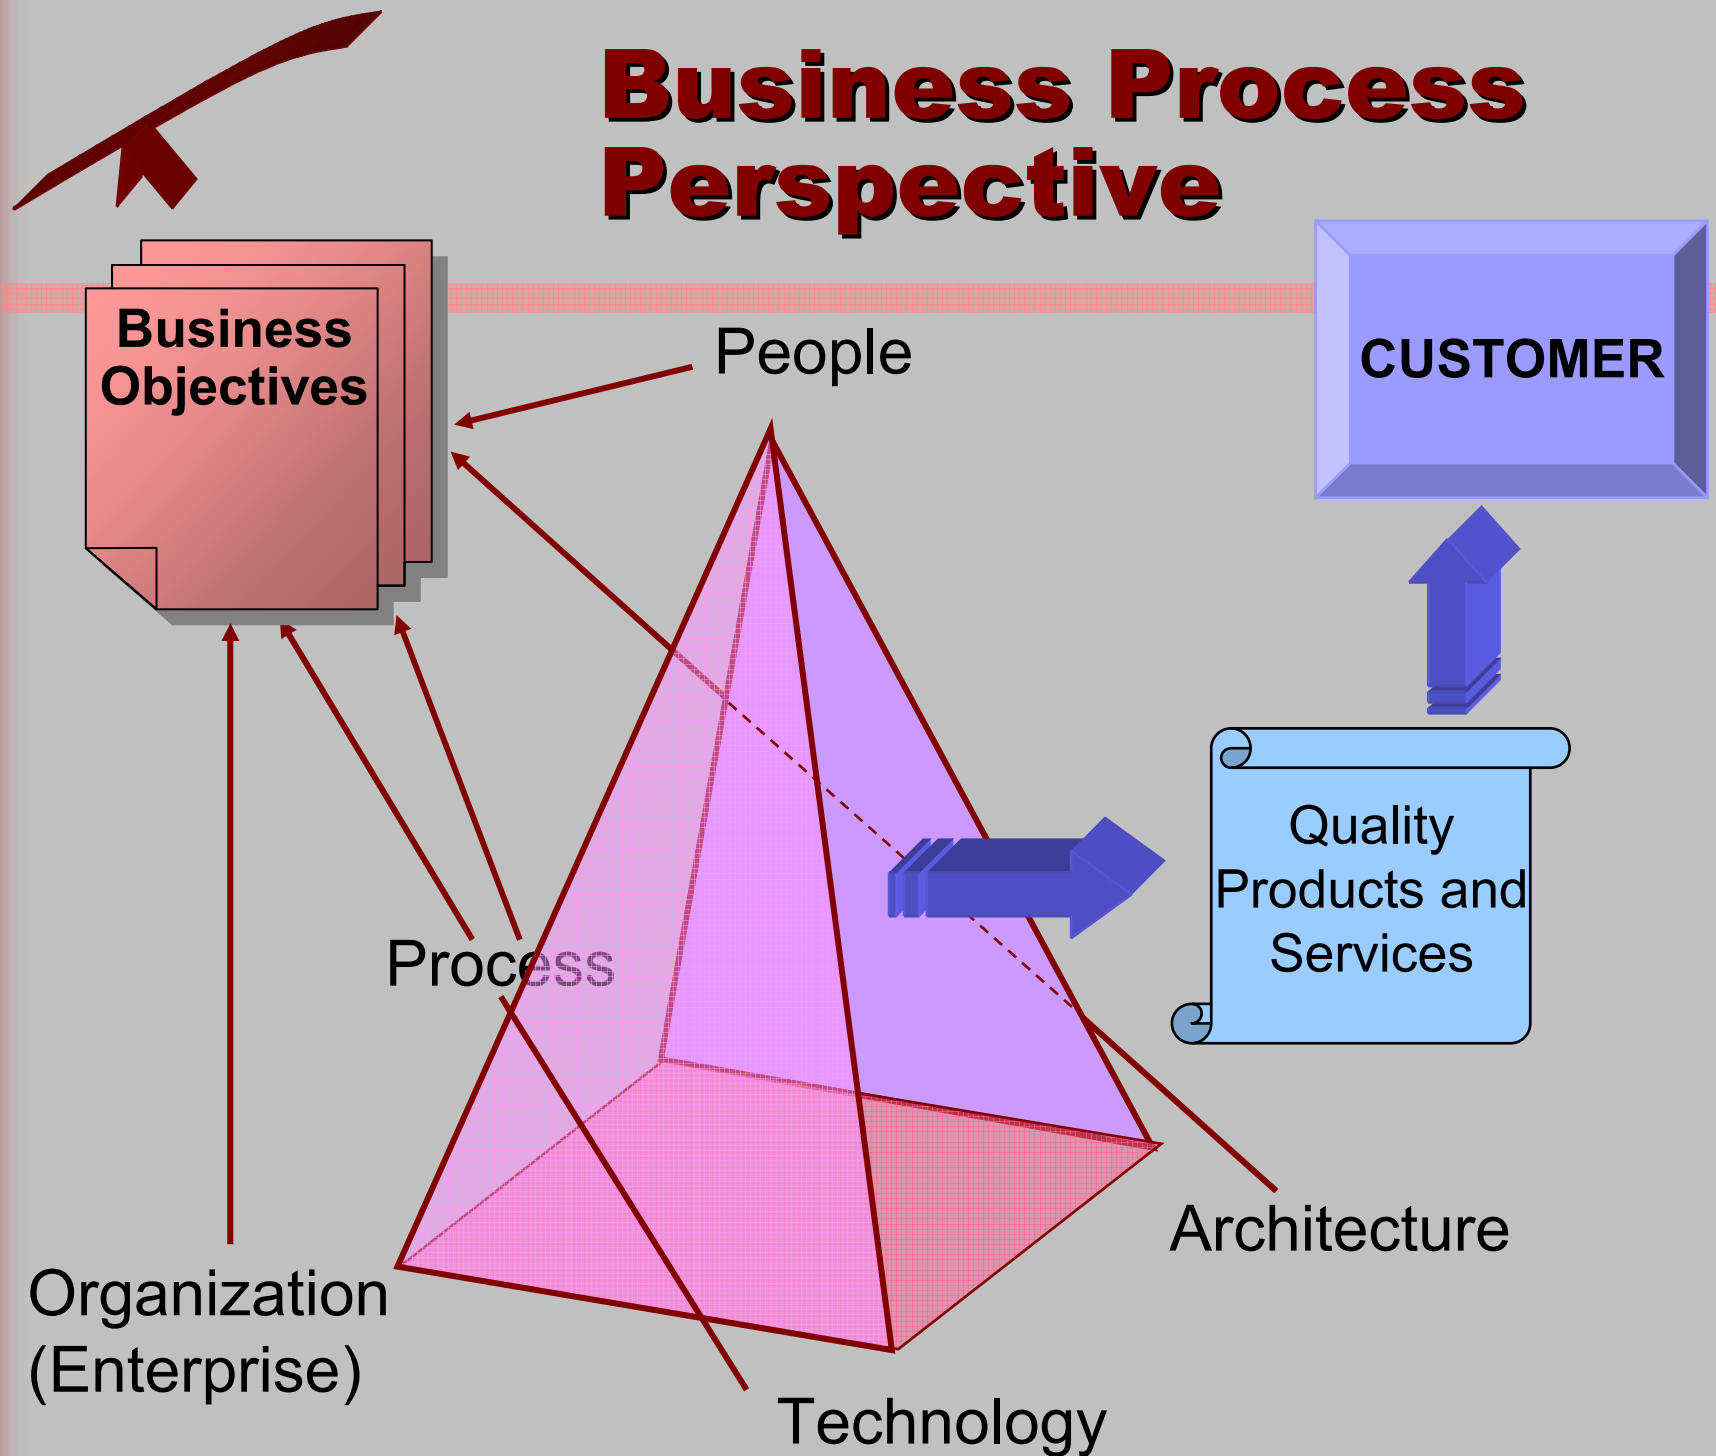 Business Process
Perspective
Business
Objectives
People
CUSTOMER
Quality
Products and
Services
Process
Architecture
Organization
(Enterprise)
Technology